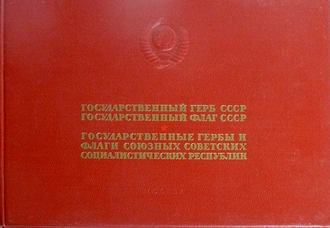 ГОСУДАРСТВЕННЫЙ ГЕРБ СССР
ГОСУДАРСТВЕННЫЙ ФЛАГ СССР
ГОСУДАРСТВЕННЫЕ ГЕРБЫ И
ФЛАГИ СОЮЗНЫХ СОВЕТСКИХ
СОЦИАЛИСТИЧЕСКИХ РЕСПУБЛИК